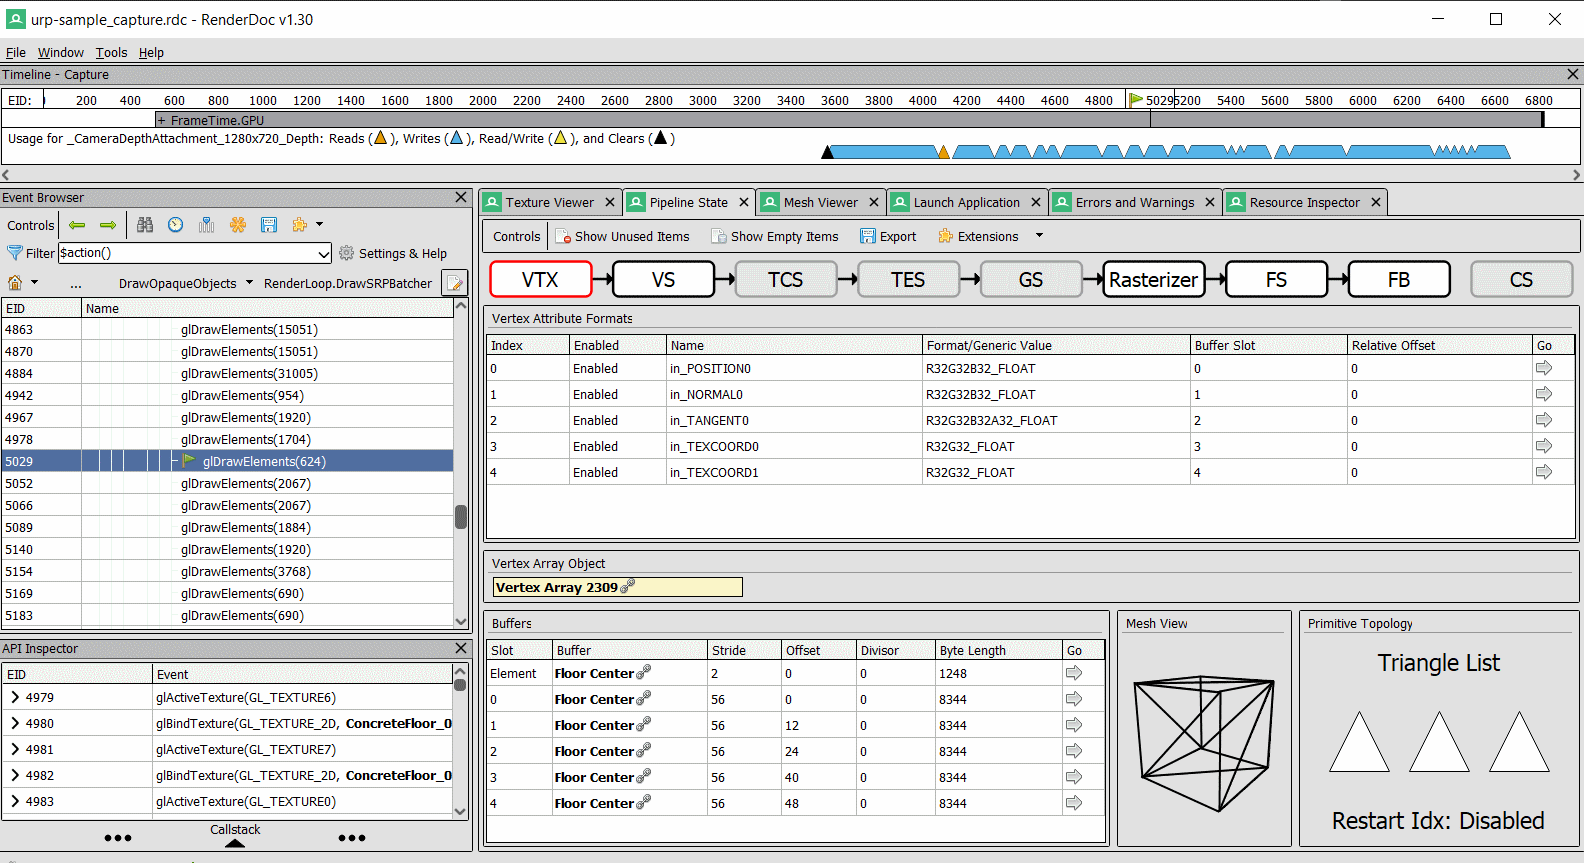 urp-sample_capture.rdc - RenderDoc v1.30
File Window Tools Help
Timeline - Capture
EID: 200 400 600 800 1000 1200 1400 1600 1800 2000 2200 2400 2600 2800 3000 3200 3400 3600 3800 4000 4200 4400 4600 4800 5029 5200 5400 5600 5800 6000 6200 6400 6600 6800
+ FrameTime.GPU
Usage for _CameraDepthAttachment_1280x720_Depth: Reads ( ), Writes ( ), Read/Write ( ), and Clears ( )
Event Browser
Controls
Filter $action() Settings & Help
... DrawOpaqueObjects RenderLoop.DrawSRPBatcher
EID Name
4863 glDrawElements(15051)
4870 glDrawElements(15051)
4884 glDrawElements(31005)
4942 glDrawElements(954)
4967 glDrawElements(1920)
4978 glDrawElements(1704)
5029 glDrawElements(624)
5052 glDrawElements(2067)
5066 glDrawElements(2067)
5089 glDrawElements(1884)
5140 glDrawElements(1920)
5154 glDrawElements(3768)
5169 glDrawElements(690)
5183 glDrawElements(690)
API Inspector
EID Event
4979 glActiveTexture(GL_TEXTURE6)
4980 glBindTexture(GL_TEXTURE_2D, ConcreteFloor_0
4981 glActiveTexture(GL_TEXTURE7)
4982 glBindTexture(GL_TEXTURE_2D, ConcreteFloor_0
4983 glActiveTexture(GL_TEXTURE0)
Callstack
Texture Viewer Pipeline State Mesh Viewer Launch Application Errors and Warnings Resource Inspector
Controls Show Unused Items Show Empty Items Export Extensions
VTX VS TCS TES GS Rasterizer FS FB CS
Vertex Attribute Formats
Index Enabled Name Format/Generic Value Buffer Slot Relative Offset Go
0 Enabled in_POSITION0 R32G32B32_FLOAT 0 0
1 Enabled in_NORMAL0 R32G32B32_FLOAT 1 0
2 Enabled in_TANGENT0 R32G32B32A32_FLOAT 2 0
3 Enabled in_TEXCOORD0 R32G32_FLOAT 3 0
4 Enabled in_TEXCOORD1 R32G32_FLOAT 4 0
Vertex Array Object
Vertex Array 2309
Buffers
Slot Buffer Stride Offset Divisor Byte Length Go
Element Floor Center 2 0 0 1248
0 Floor Center 56 0 0 8344
1 Floor Center 56 12 0 8344
2 Floor Center 56 24 0 8344
3 Floor Center 56 40 0 8344
4 Floor Center 56 48 0 8344
Mesh View
Primitive Topology
Triangle List
Restart Idx: Disabled